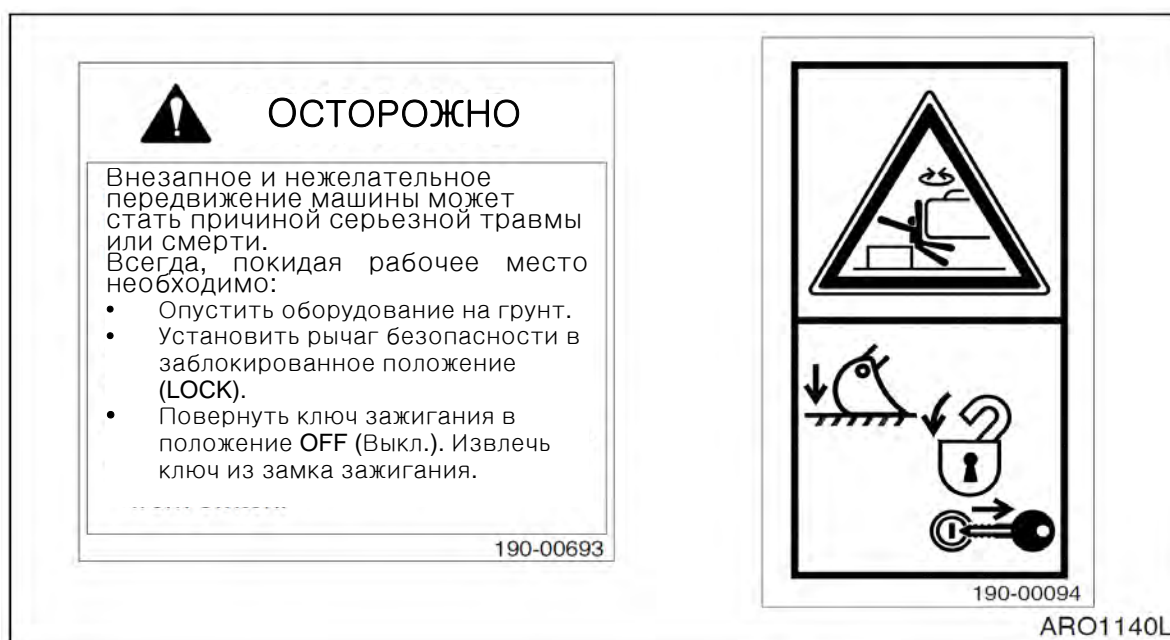 ОСТОРОЖНО
Внезапное и нежелательное
передвижение машины может
стать причиной серьезной травмы
или смерти.
Всегда, покидая рабочее место
необходимо:
• Опустить оборудование на грунт.
• Установить рычаг безопасности в
заблокированное положение
(LOCK).
• Повернуть ключ зажигания в
положение OFF (Выкл.). Извлечь
ключ из замка зажигания.
190-00693
190-00094
ARO1140L